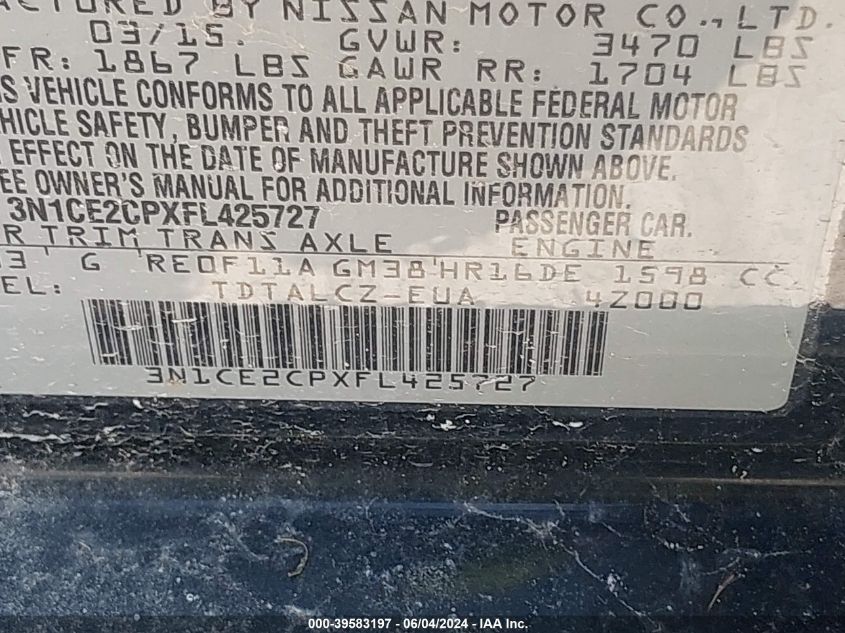 ACTURED BY NISSAN MOTOR CO., LTD.
03/15. GVWR: 3470 LBS
FR: 1867 LBS GAWR RR: 1704 LBS
S VEHICLE CONFORMS TO ALL APPLICABLE FEDERAL MOTOR
HICLE SAFETY, BUMPER AND THEFT PREVENTION STANDARDS
EFFECT ON THE DATE OF MANUFACTURE SHOWN ABOVE.
EE OWNER'S MANUAL FOR ADDITIONAL INFORMATION.
3N1CE2CPXFL425727 PASSENGER CAR.
R TRIM TRANS AXLE ENGINE
3 G RE0F11A GM38 HR16DE 1598 CC
EL: TDTALCZ-EUA 4Z000
3N1CE2CPXFL425727
000-39583197 - 06/04/2024 - IAA Inc.